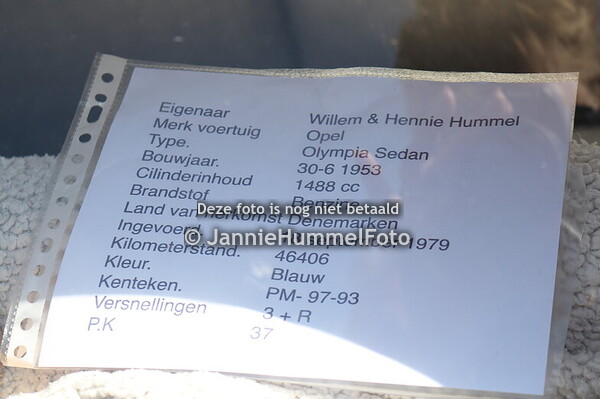 Eigenaar Willem & Hennie Hummel
Merk voertuig Opel
Type. Olympia Sedan
Bouwjaar. 30-6 1953
Cilinderinhoud 1488 cc
Brandstof Benzine
Land van herkomst Denemarken
Ingevoerd. 1979
Kilometerstand. 46406
Kleur. Blauw
Kenteken. PM- 97-93
Versnellingen 3 + R
P.K 37
Deze foto is nog niet betaald
© JannieHummelFoto